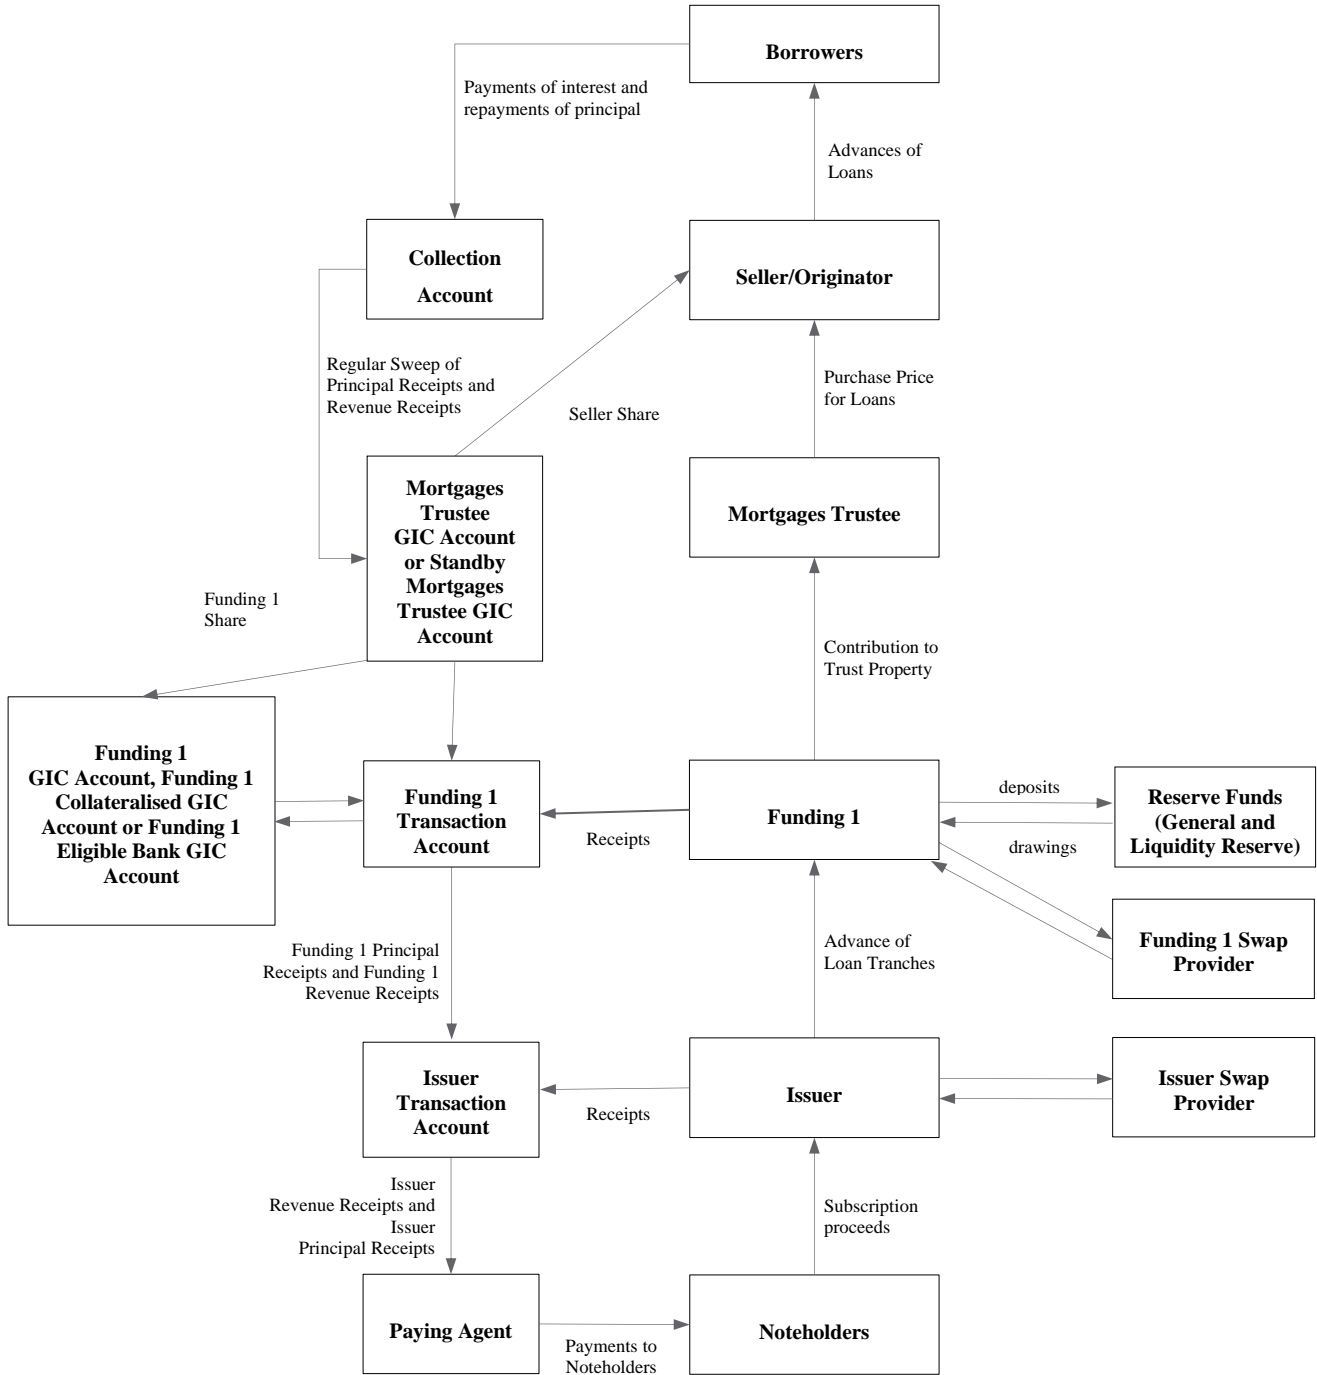 Borrowers
Payments of interest and
repayments of principal
Advances of
Loans
Collection
Account
Seller/Originator
Regular Sweep of
Principal Receipts and
Revenue Receipts
Purchase Price
for Loans
Seller Share
Mortgages
Trustee
GIC Account
or Standby
Mortgages
Trustee GIC
Account
Mortgages Trustee
Funding 1
Share
Contribution to
Trust Property
Funding 1
GIC Account, Funding 1
Collateralised GIC
Account or Funding 1
Eligible Bank GIC
Account
Funding 1
Transaction
Account
Receipts
Funding 1
deposits
drawings
Reserve Funds
(General and
Liquidity Reserve)
Funding 1 Principal
Receipts and Funding 1
Revenue Receipts
Advance of
Loan Tranches
Funding 1 Swap
Provider
Issuer
Transaction
Account
Receipts
Issuer
Issuer Swap
Provider
Issuer
Revenue Receipts and
Issuer
Principal Receipts
Subscription
proceeds
Paying Agent
Payments to
Noteholders
Noteholders